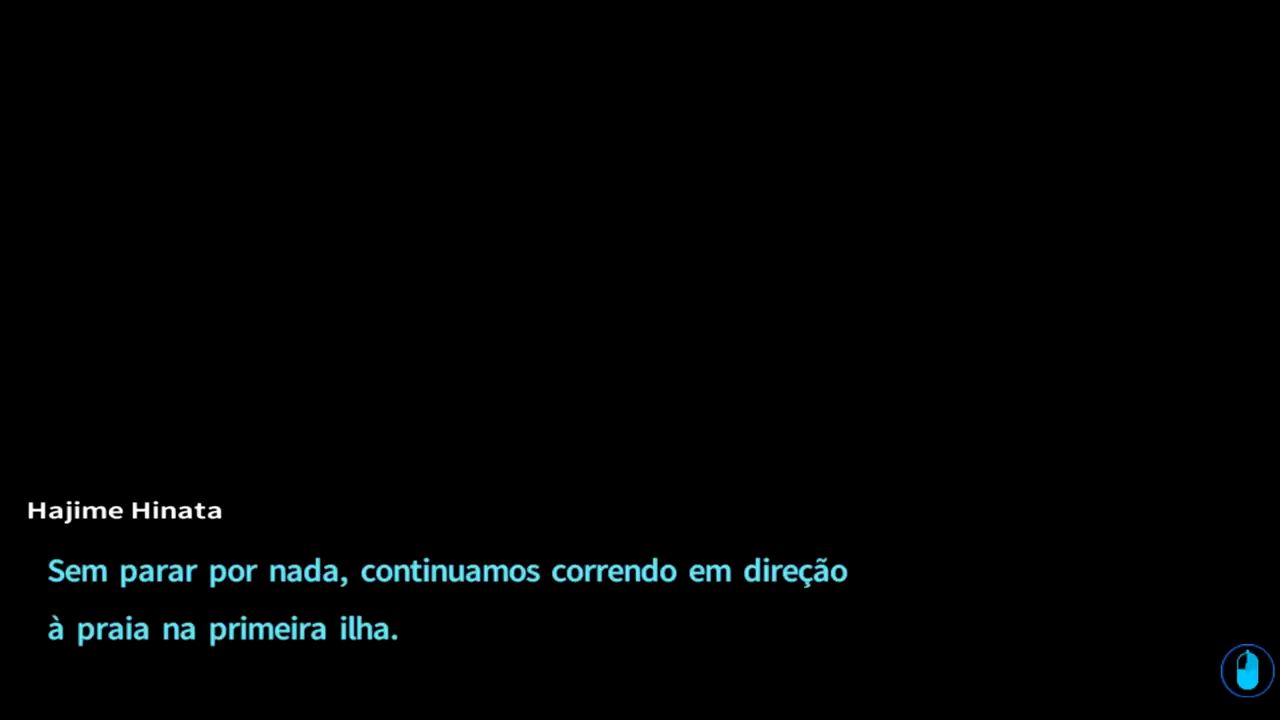 Hajime Hinata
Sem parar por nada, continuamos correndo em direção
à praia na primeira ilha.